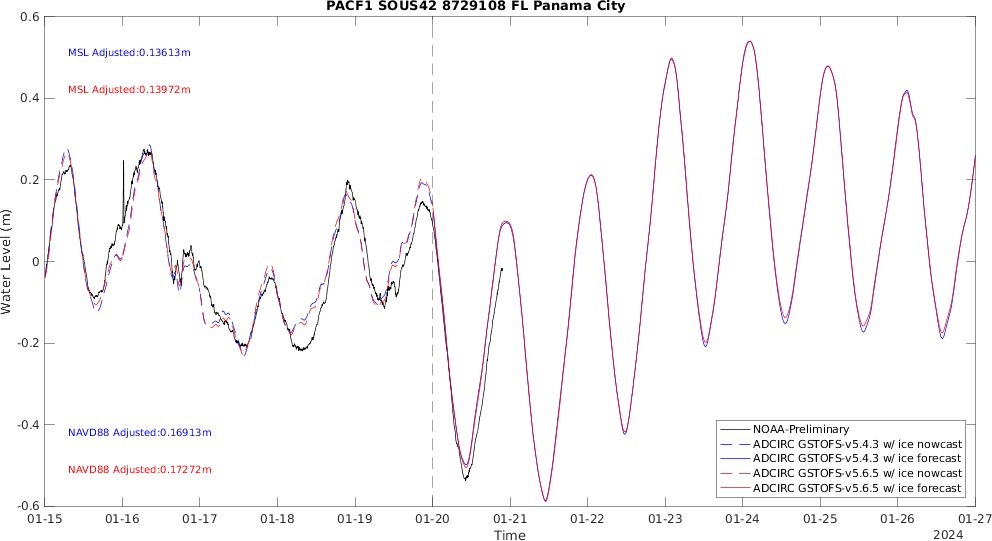 PACF1 SOUS42 8729108 FL Panama City
0.6
0.4
0.2
0
-0.2
-0.4
-0.6
Water Level (m)
MSL Adjusted:0.13613m
MSL Adjusted:0.13972m
NAVD88 Adjusted:0.16913m
NAVD88 Adjusted:0.17272m
NOAA-Preliminary
ADCIRC GSTOFS-v5.4.3 w/ ice nowcast
ADCIRC GSTOFS-v5.4.3 w/ ice forecast
ADCIRC GSTOFS-v5.6.5 w/ ice nowcast
ADCIRC GSTOFS-v5.6.5 w/ ice forecast
01-15 01-16 01-17 01-18 01-19 01-20 01-21 01-22 01-23 01-24 01-25 01-26 01-27
Time
2024